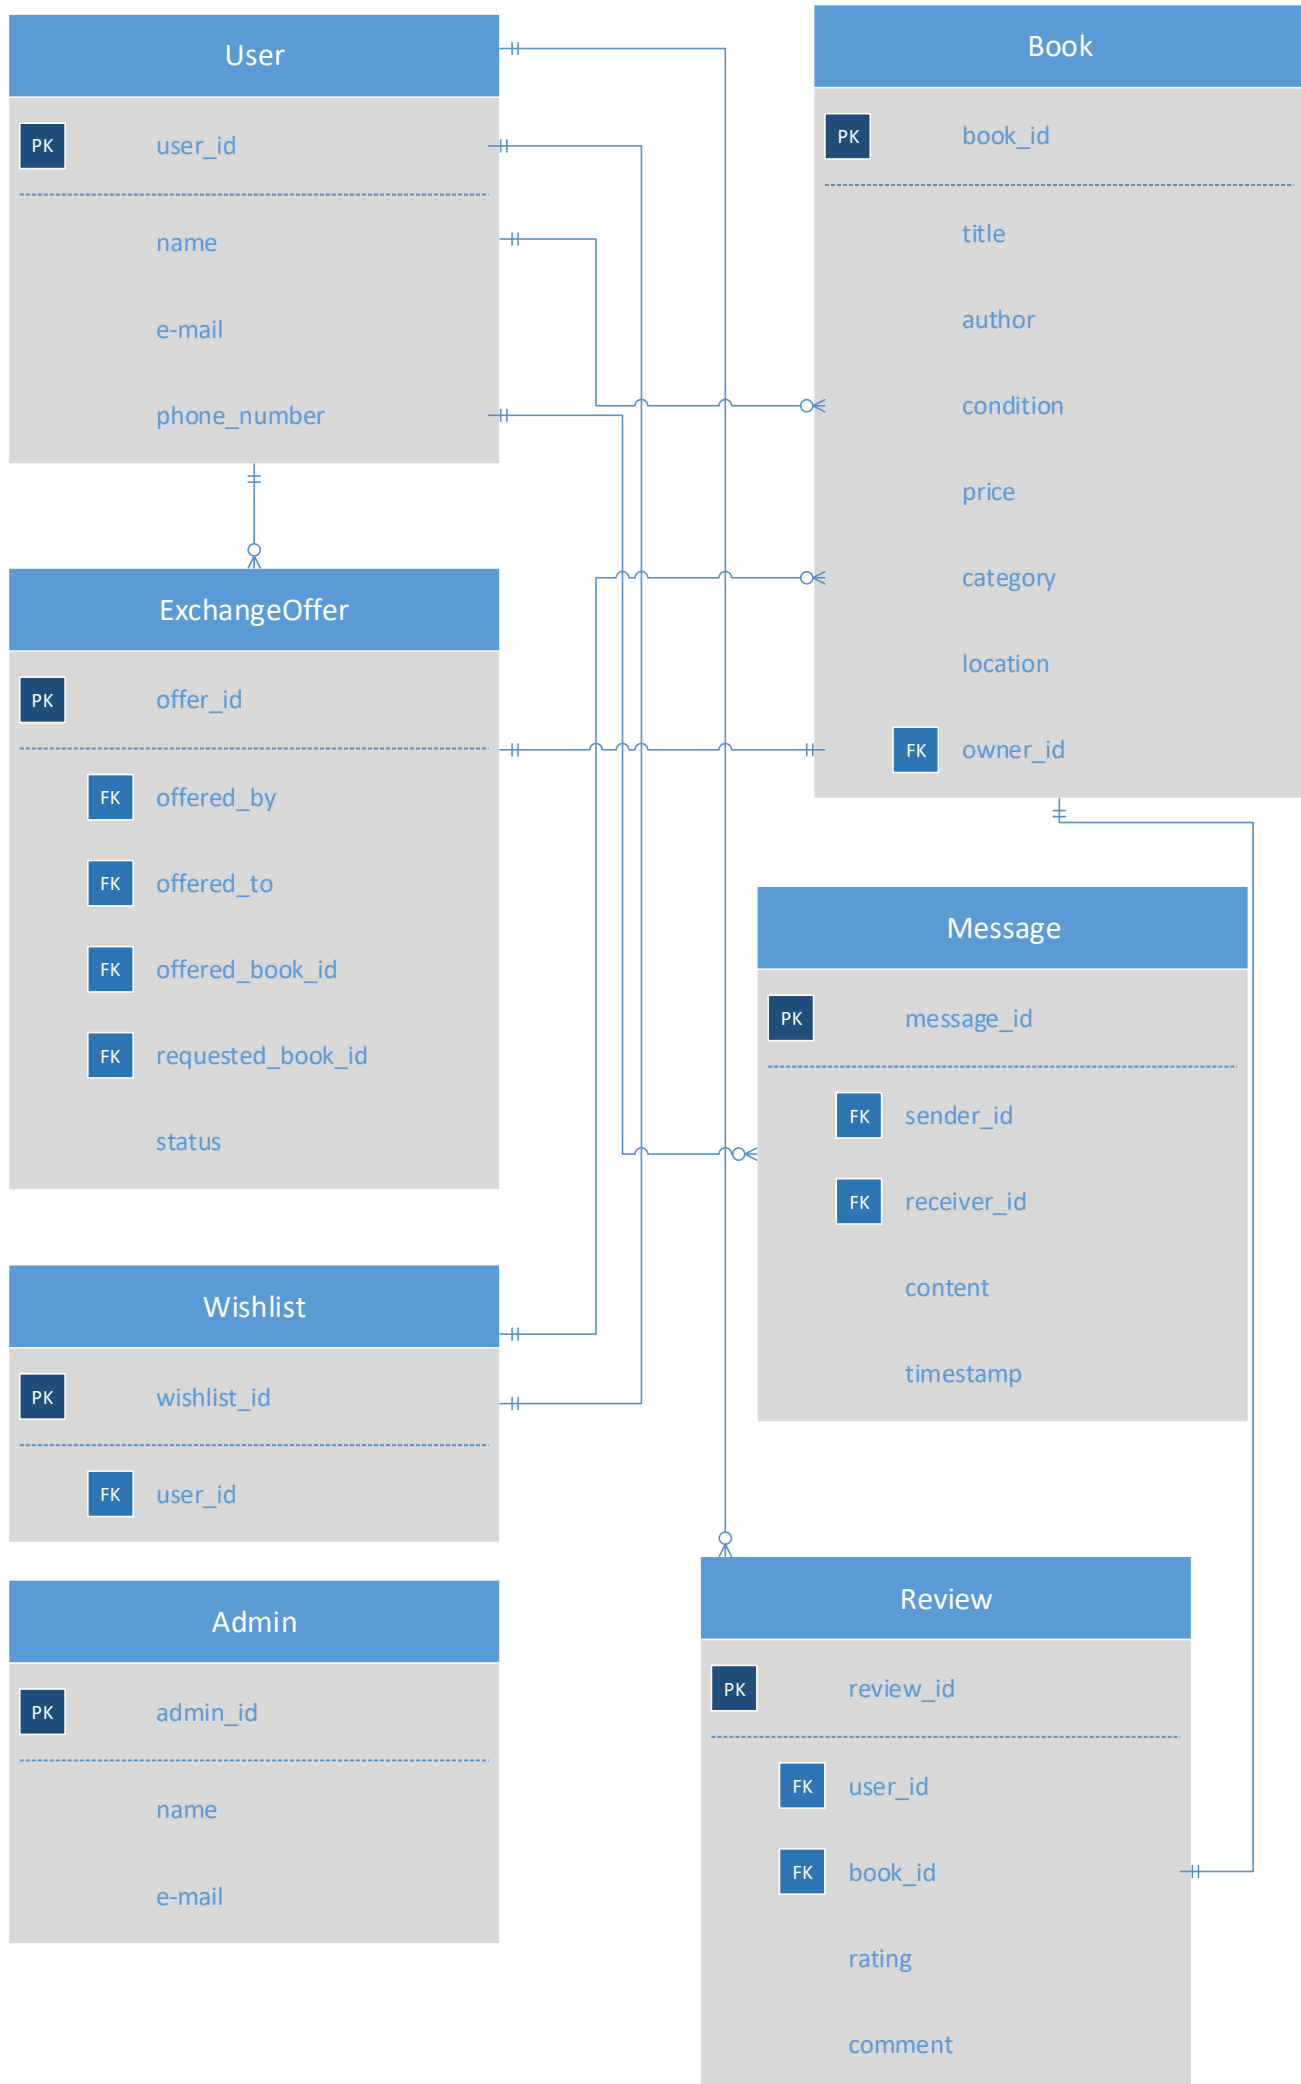 User
PK user_id
name
e-mail
phone_number
Book
PK book_id
title
author
condition
price
category
location
FK owner_id
ExchangeOffer
PK offer_id
FK offered_by
FK offered_to
FK offered_book_id
FK requested_book_id
status
Message
PK message_id
FK sender_id
FK receiver_id
content
timestamp
Wishlist
PK wishlist_id
FK user_id
Admin
PK admin_id
name
e-mail
Review
PK review_id
FK user_id
FK book_id
rating
comment